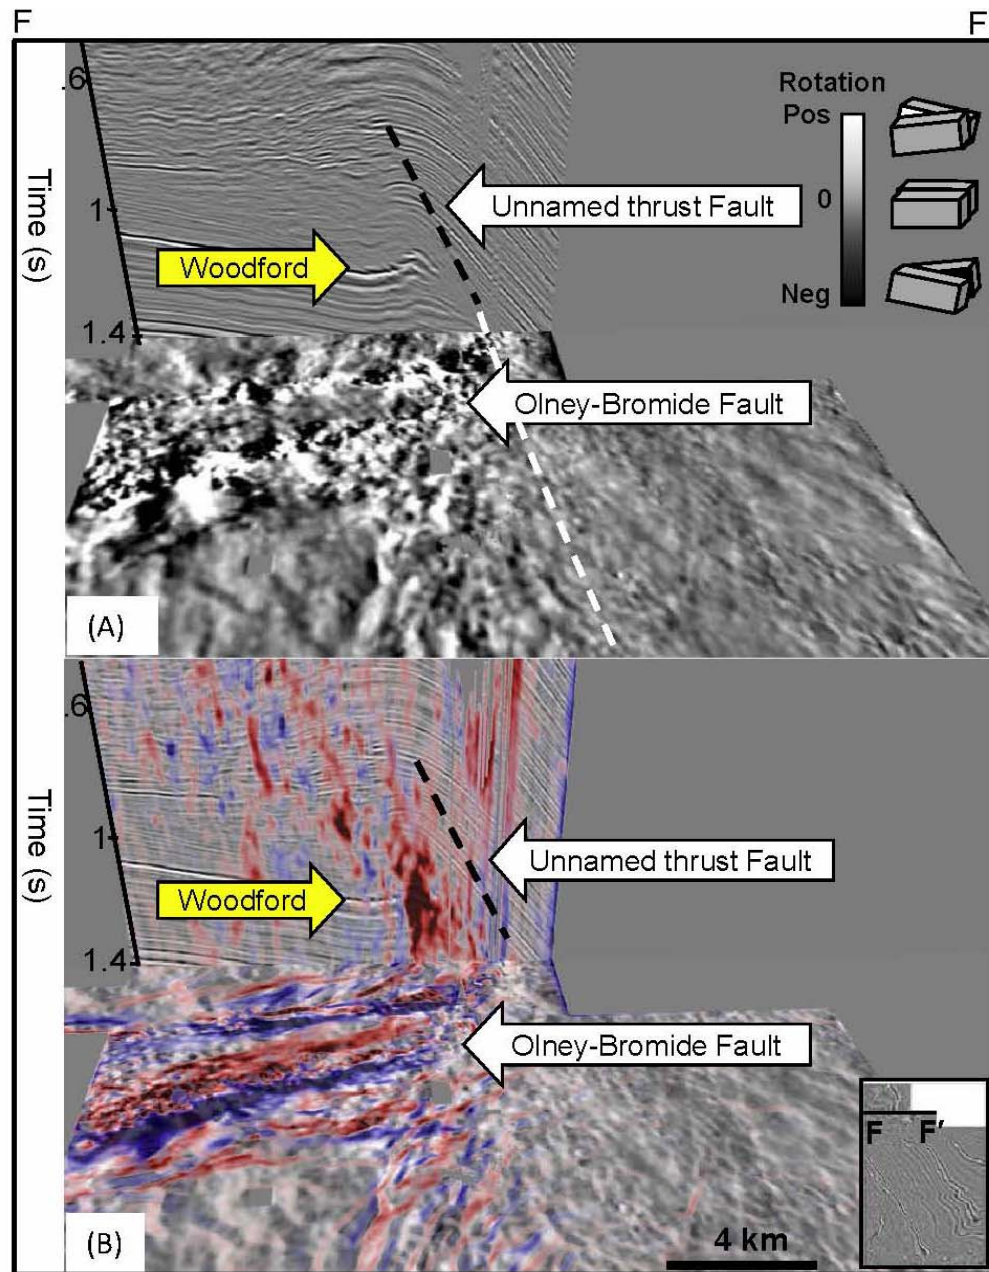 F
F
Rotation
Pos
0
Neg
.6
1
1.4
Time (s)
Unnamed thrust Fault
Woodford
Olney-Bromide Fault
(A)
.6
1
1.4
Time (s)
Unnamed thrust Fault
Woodford
Olney-Bromide Fault
F F'
(B)
4 km